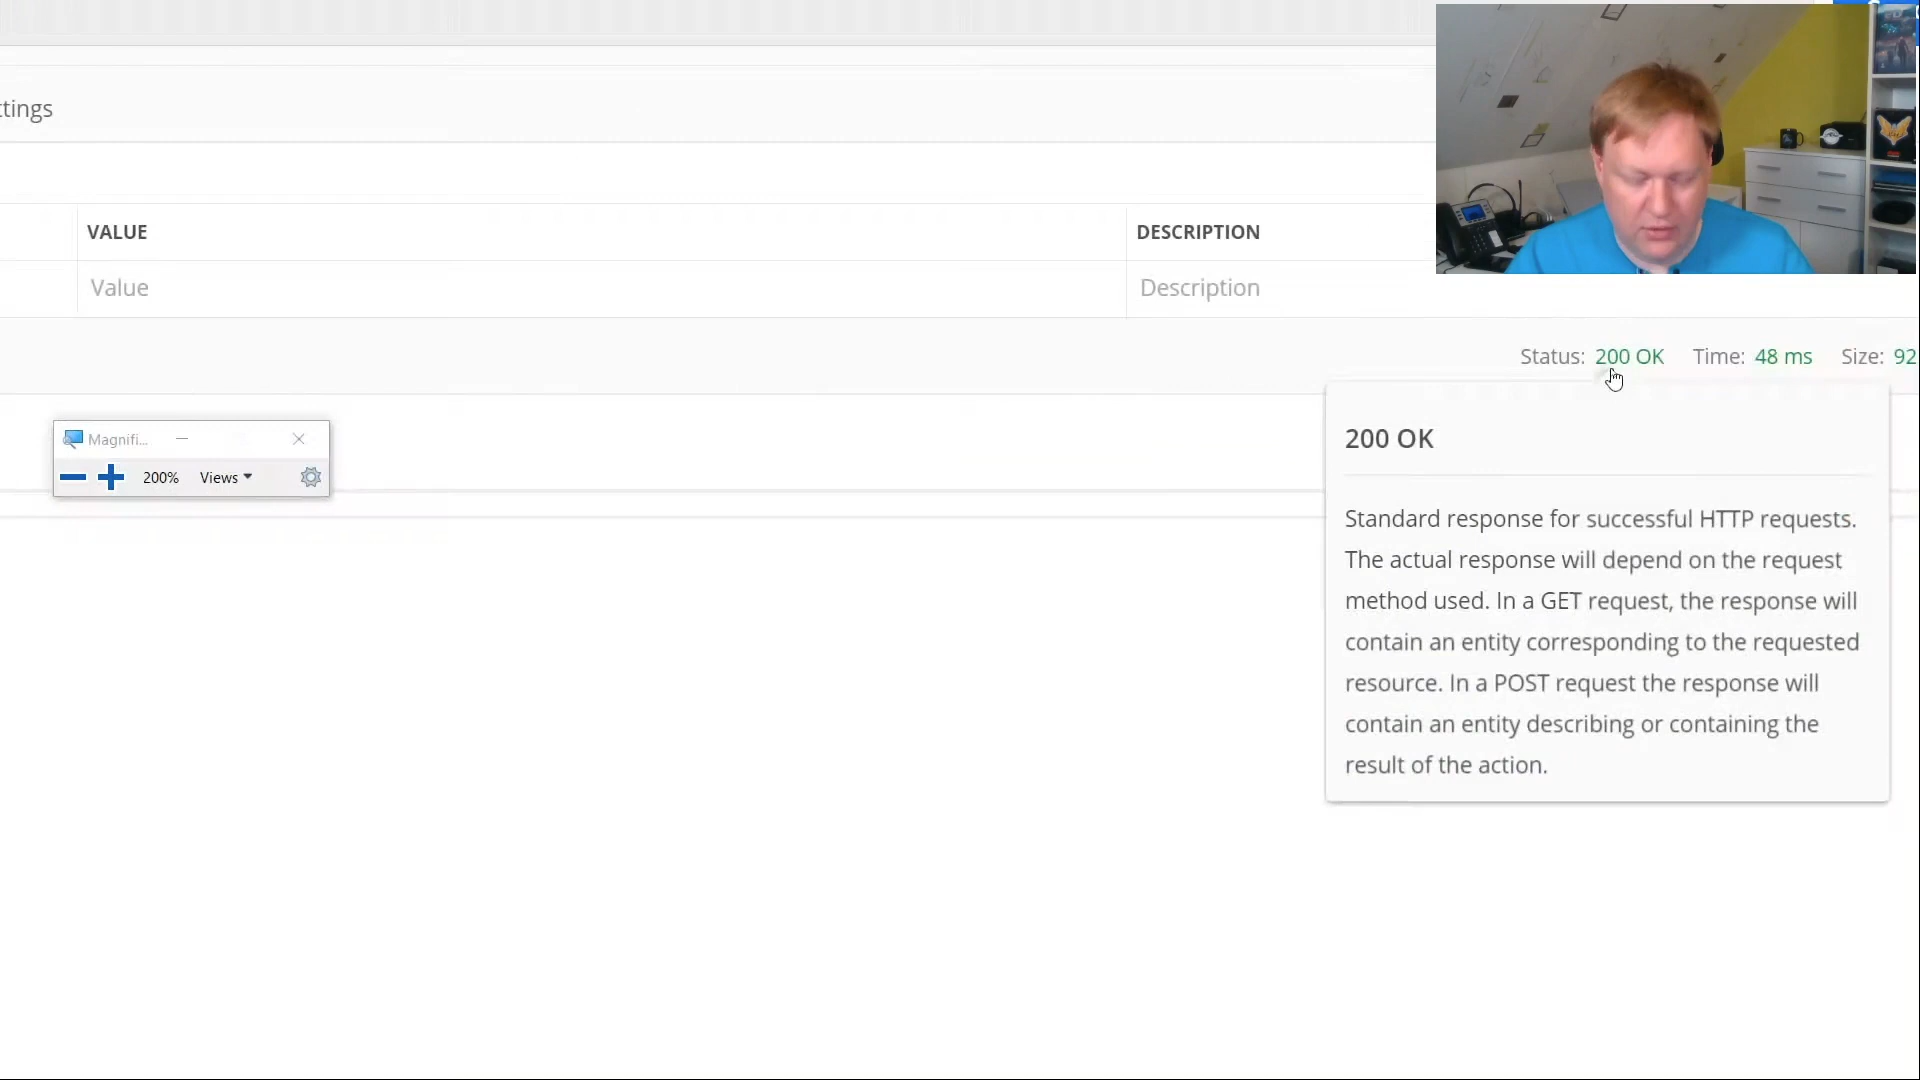 ttings
VALUE
DESCRIPTION
Value
Description
Status: 200 OK Time: 48 ms Size: 92
Magnifi...
200% Views
200 OK
Standard response for successful HTTP requests.
The actual response will depend on the request
method used. In a GET request, the response will
contain an entity corresponding to the requested
resource. In a POST request the response will
contain an entity describing or containing the
result of the action.